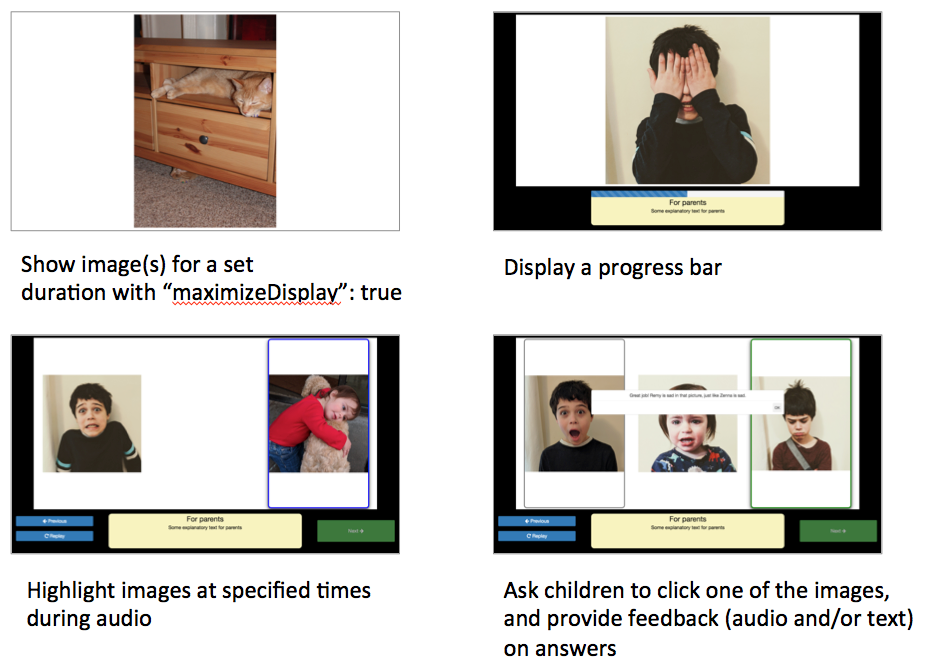 Show image(s) for a set
duration with “maximizeDisplay”: true
For parents
Some explanatory text for parents
Display a progress bar
Previous
Replay
For parents
Some explanatory text for parents
Next
Highlight images at specified times
during audio
Great job! Remy is sad in that picture, just like Zenna is sad.
OK
Previous
Replay
For parents
Some explanatory text for parents
Next
Ask children to click one of the images,
and provide feedback (audio and/or text)
on answers